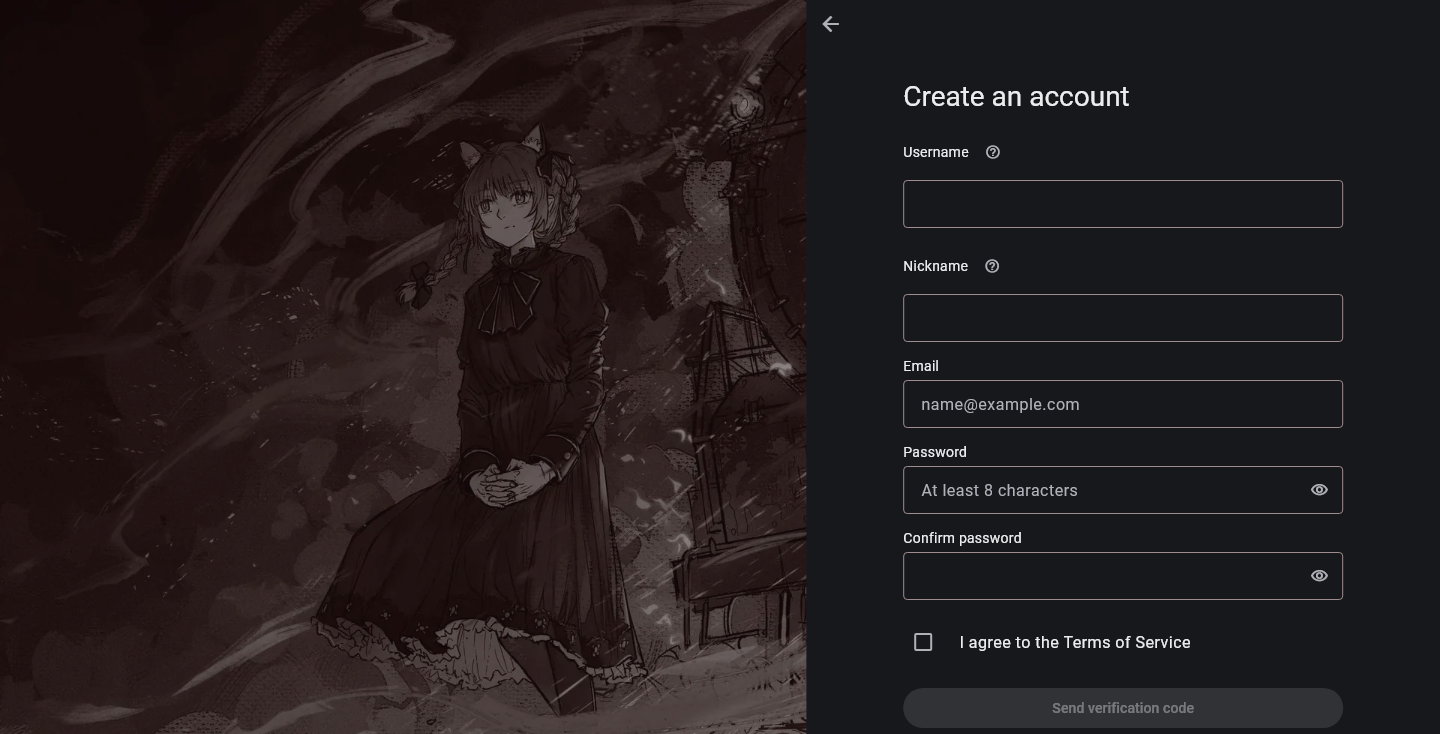 Create an account
Username
Nickname
Email
name@example.com
Password
At least 8 characters
Confirm password
I agree to the Terms of Service
Send verification code